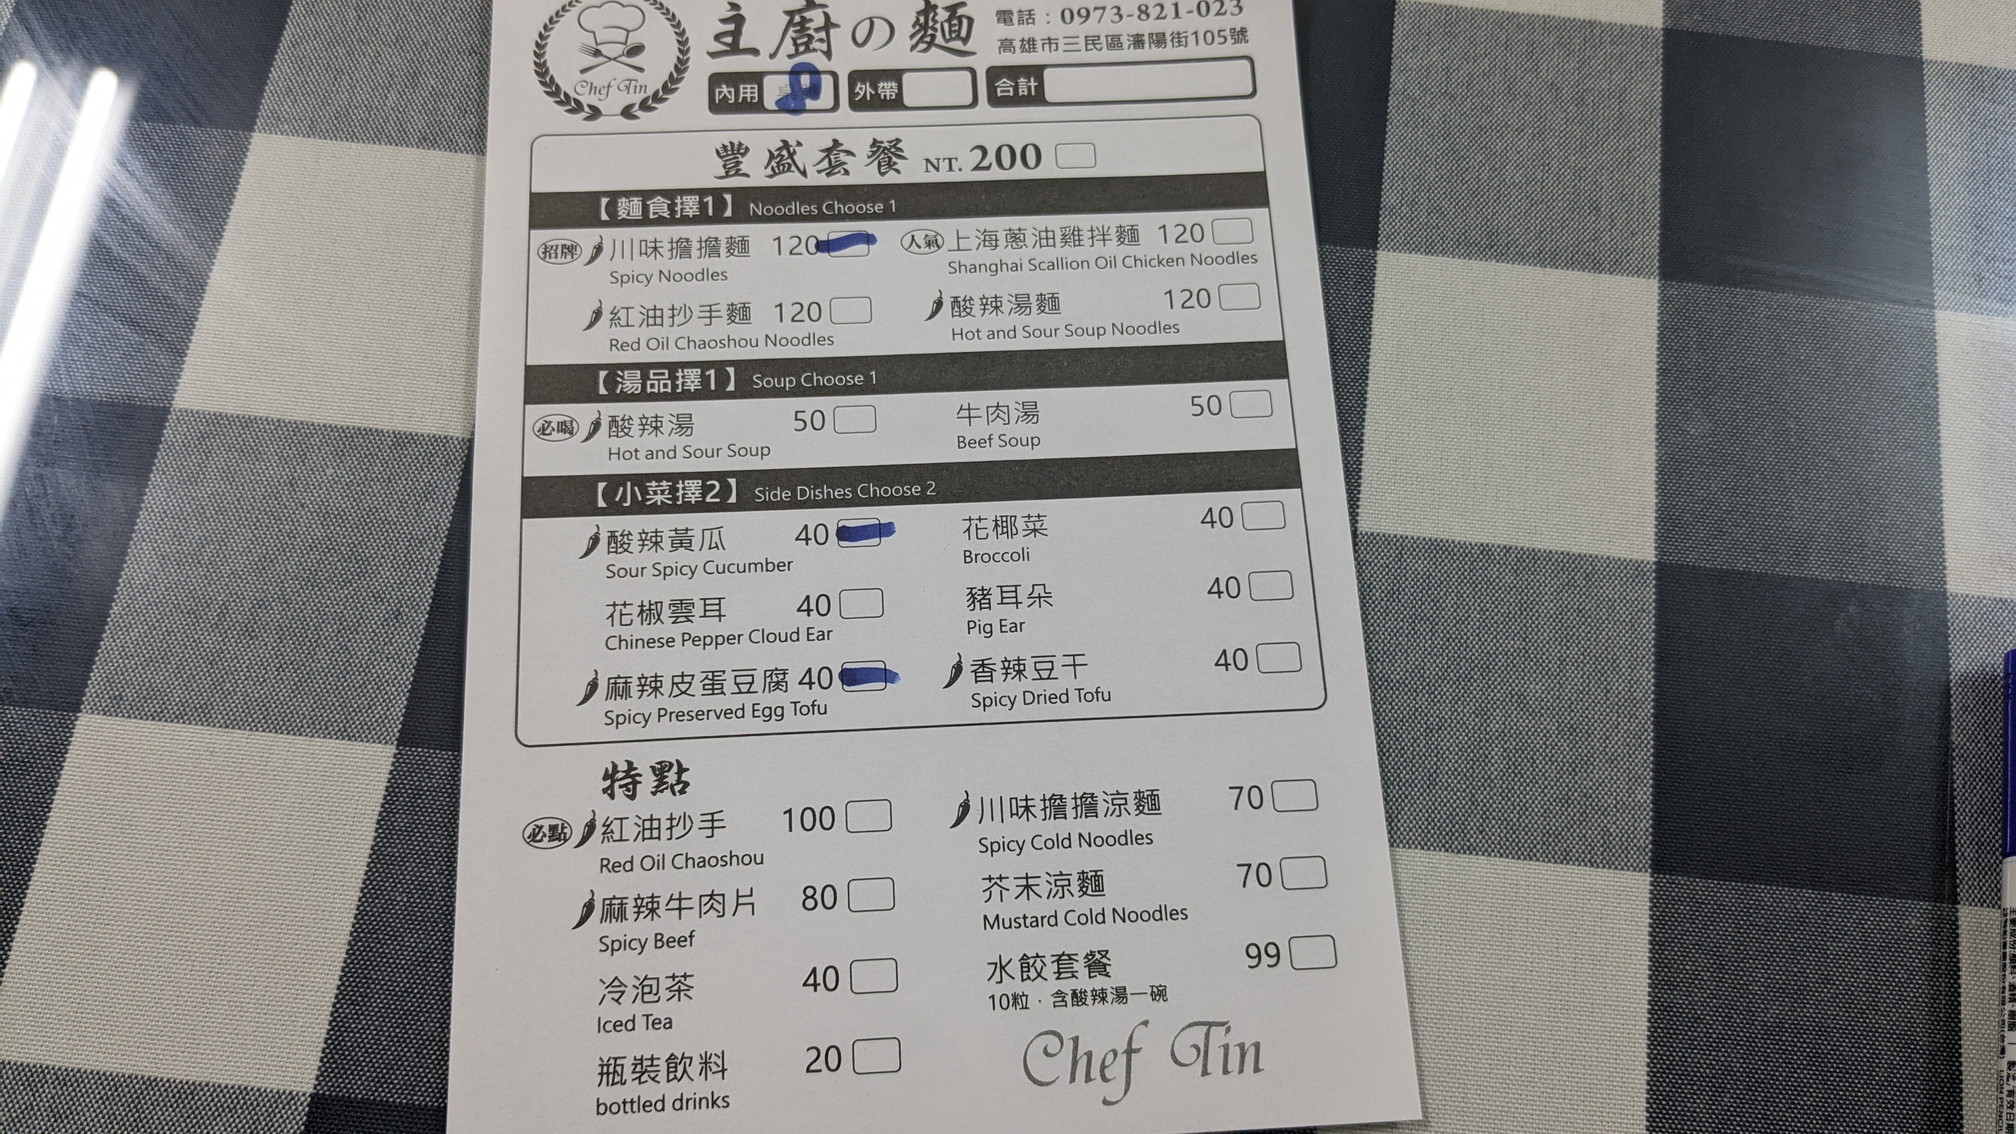 Chef Tin
主廚の麵
電話：0973-821-023
高雄市三民區瀋陽街105號
內用 8 外帶 合計
豐盛套餐 NT. 200
【麵食擇1】 Noodles Choose 1
招牌 川味擔擔麵 120
Spicy Noodles
人氣 上海蔥油雞拌麵 120
Shanghai Scallion Oil Chicken Noodles
紅油抄手麵 120
Red Oil Chaoshou Noodles
酸辣湯麵 120
Hot and Sour Soup Noodles
【湯品擇1】 Soup Choose 1
必喝 酸辣湯 50
Hot and Sour Soup
牛肉湯 50
Beef Soup
【小菜擇2】 Side Dishes Choose 2
酸辣黃瓜 40
Sour Spicy Cucumber
花椰菜 40
Broccoli
花椒雲耳 40
Chinese Pepper Cloud Ear
豬耳朵 40
Pig Ear
麻辣皮蛋豆腐 40
Spicy Preserved Egg Tofu
香辣豆干 40
Spicy Dried Tofu
特點
必點 紅油抄手 100
Red Oil Chaoshou
川味擔擔涼麵 70
Spicy Cold Noodles
麻辣牛肉片 80
Spicy Beef
芥末涼麵 70
Mustard Cold Noodles
冷泡茶 40
Iced Tea
水餃套餐 99
10粒．含酸辣湯一碗
瓶裝飲料 20
bottled drinks
Chef Tin